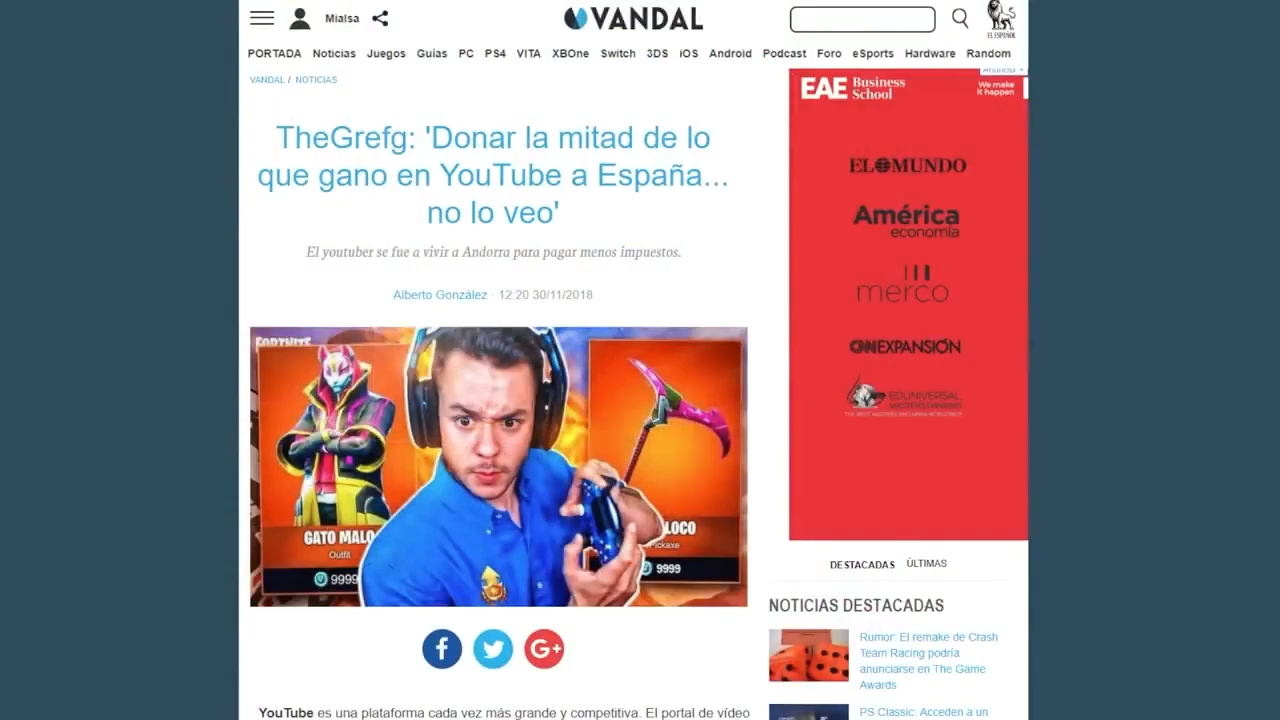 Mialsa
VANDAL
EL ESPAÑOL
PORTADA Noticias Juegos Guías PC PS4 VITA XBOne Switch 3DS iOS Android Podcast Foro eSports Hardware Random
VANDAL / NOTICIAS
Anuncio
EAE Business School
We make it happen
TheGrefg: 'Donar la mitad de lo
que gano en YouTube a España...
no lo veo'
El youtuber se fue a vivir a Andorra para pagar menos impuestos.
Alberto González · 12:20 30/11/2018
EL MUNDO
América
economía
merco
CNNEXPANSIÓN
EDUNIVERSAL
FORTNITE
GATO MALO
Outfit
9999
LOCO
Pickaxe
9999
DESTACADAS ÚLTIMAS
NOTICIAS DESTACADAS
Rumor: El remake de Crash
Team Racing podría
anunciarse en The Game
Awards
PS Classic: Acceden a un
YouTube es una plataforma cada vez más grande y competitiva. El portal de vídeo